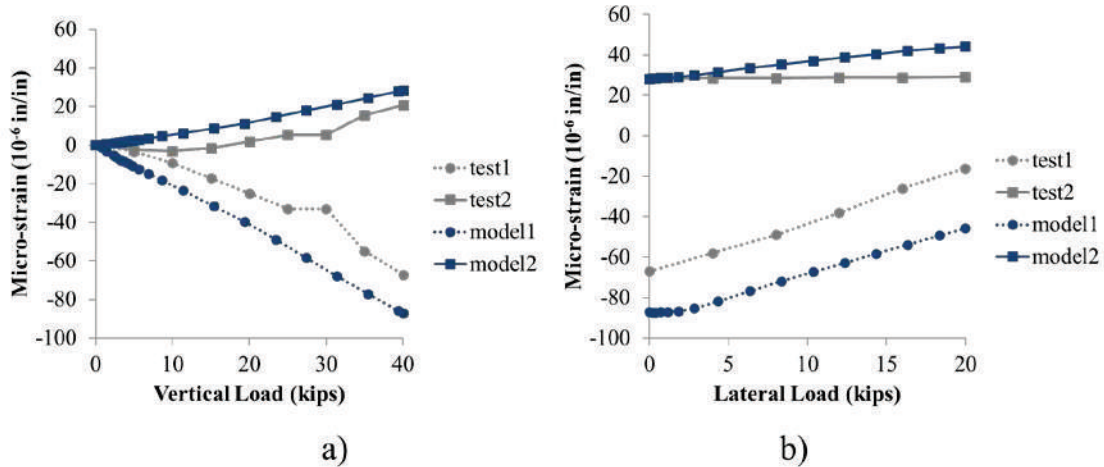 60
40
20
0
-20
-40
-60
-80
-100
Micro-strain (10⁻⁶ in/in)
0 10 20 30 40
Vertical Load (kips)
test1
test2
model1
model2
a)
60
40
20
0
-20
-40
-60
-80
-100
Micro-strain (10⁻⁶ in/in)
0 5 10 15 20
Lateral Load (kips)
test1
test2
model1
model2
b)